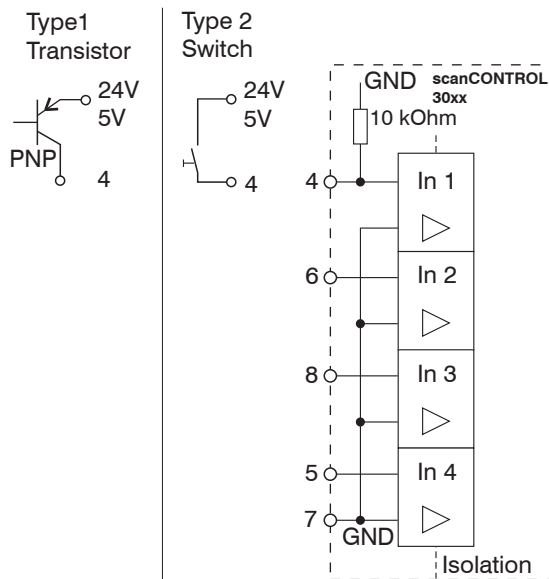 Type1
Transistor
24V
5V
PNP
4
Type 2
Switch
24V
5V
4
GND
scanCONTROL
30xx
10 kOhm
4
In 1
6
In 2
8
In 3
5
In 4
7
GND
Isolation